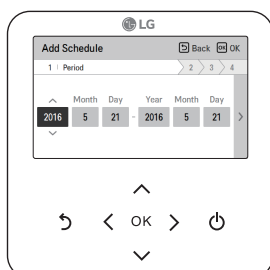 LG
Add Schedule Back OK OK
1 Period 2 3 4
Month Day Year Month Day
2016 5 21 - 2016 5 21
OK